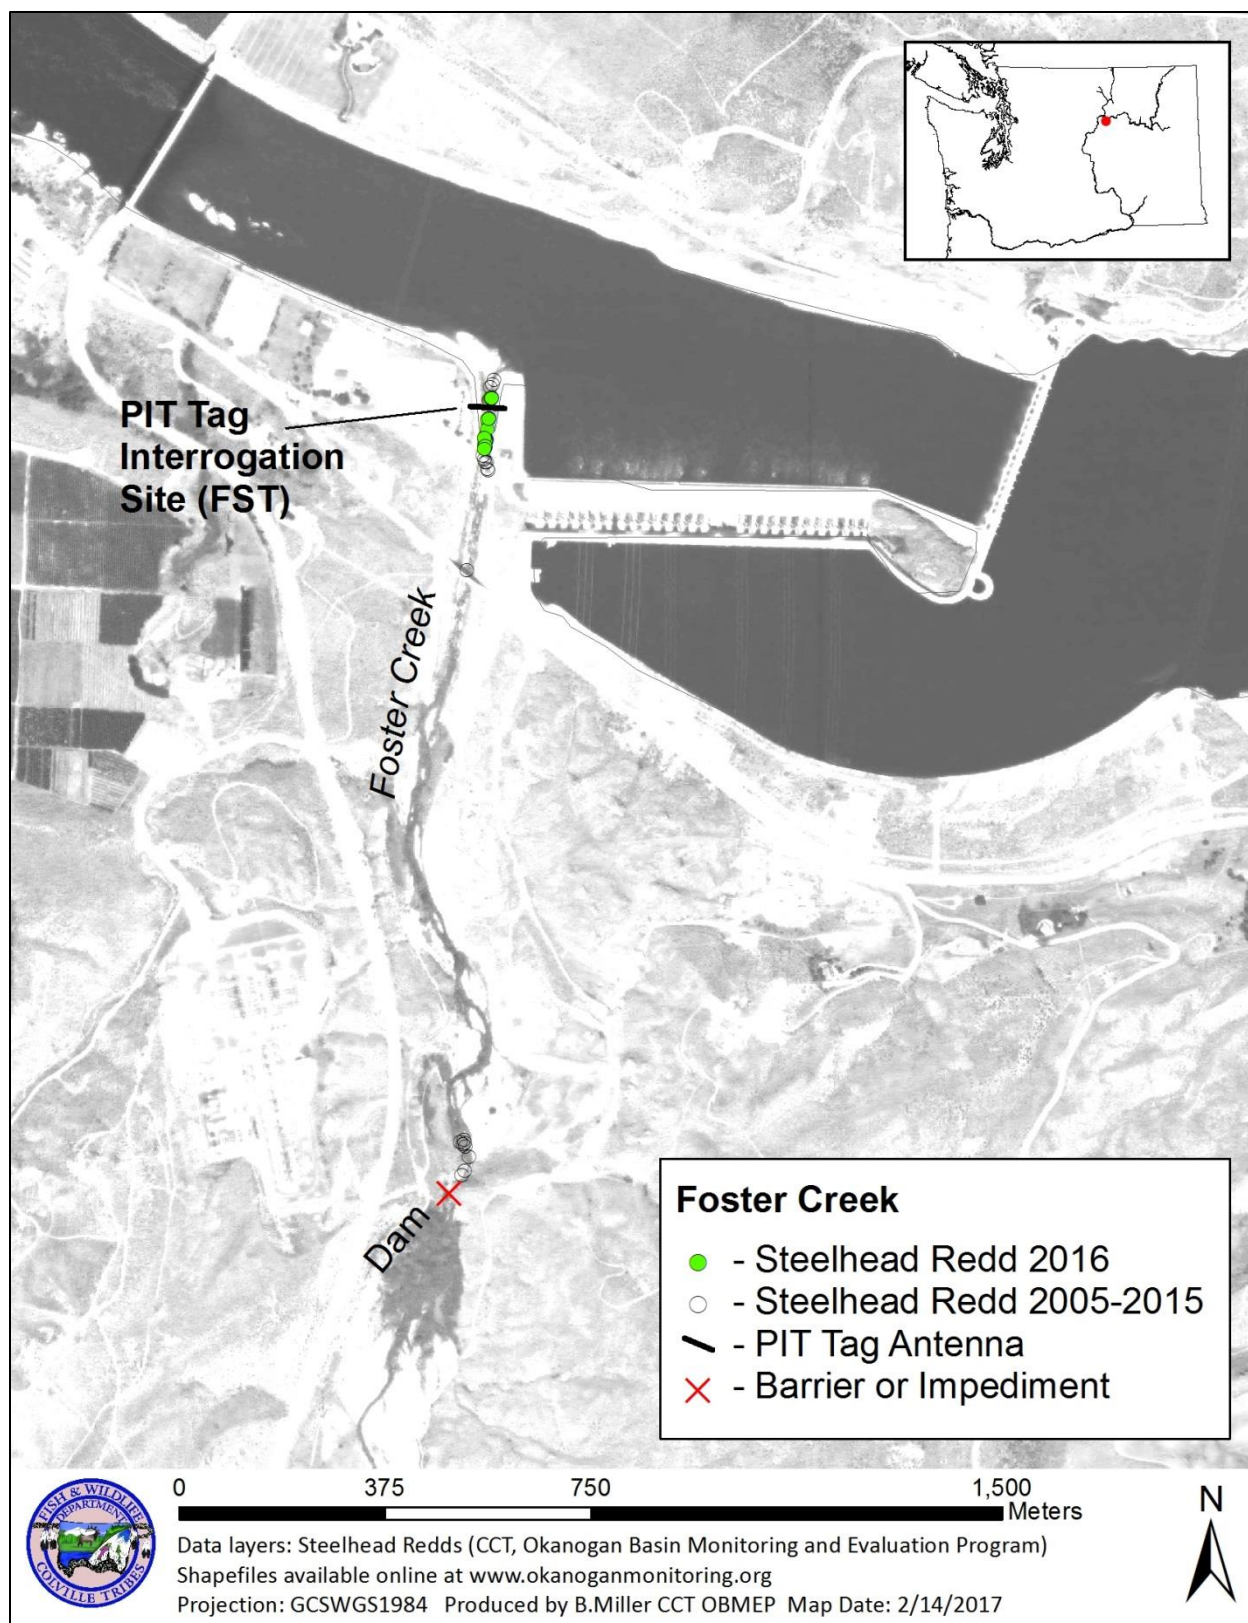 PIT Tag
Interrogation
Site (FST)
Foster Creek
Dam
Foster Creek
- Steelhead Redd 2016
- Steelhead Redd 2005-2015
- PIT Tag Antenna
- Barrier or Impediment
0 375 750 1,500
Meters
N
FISH & WILDLIFE
DEPARTMENT
COLVILLE TRIBES
Data layers: Steelhead Redds (CCT, Okanogan Basin Monitoring and Evaluation Program)
Shapefiles available online at www.okanoganmonitoring.org
Projection: GCSWGS1984 Produced by B.Miller CCT OBMEP Map Date: 2/14/2017